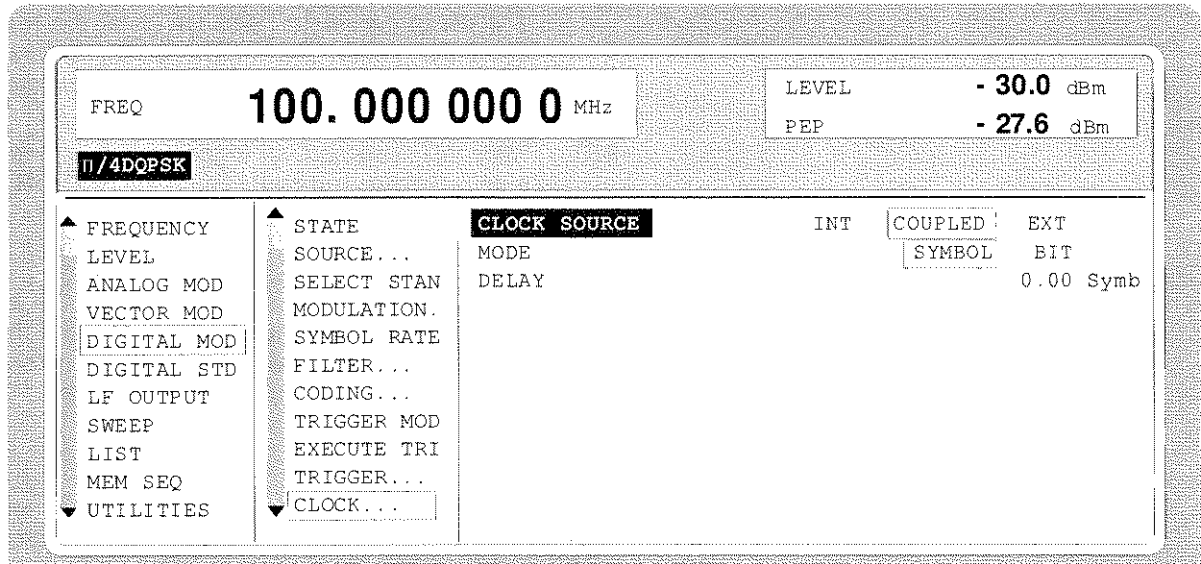 FREQ 100. 000 000 0 MHz
LEVEL - 30.0 dBm
PEP - 27.6 dBm
Π/4DQPSK
FREQUENCY
LEVEL
ANALOG MOD
VECTOR MOD
DIGITAL MOD
DIGITAL STD
LF OUTPUT
SWEEP
LIST
MEM SEQ
UTILITIES
STATE
SOURCE...
SELECT STAN
MODULATION.
SYMBOL RATE
FILTER...
CODING...
TRIGGER MOD
EXECUTE TRI
TRIGGER...
CLOCK...
CLOCK SOURCE INT COUPLED EXT
MODE SYMBOL BIT
DELAY 0.00 Symb